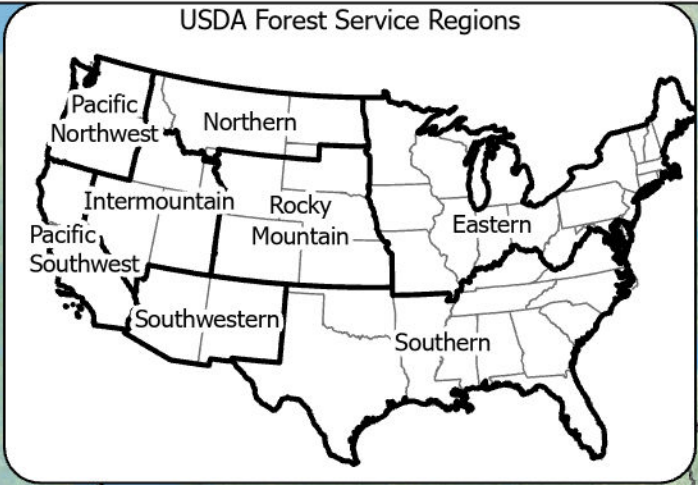 USDA Forest Service Regions
Pacific
Northwest
Northern
Intermountain
Rocky
Mountain
Eastern
Pacific
Southwest
Southwestern
Southern